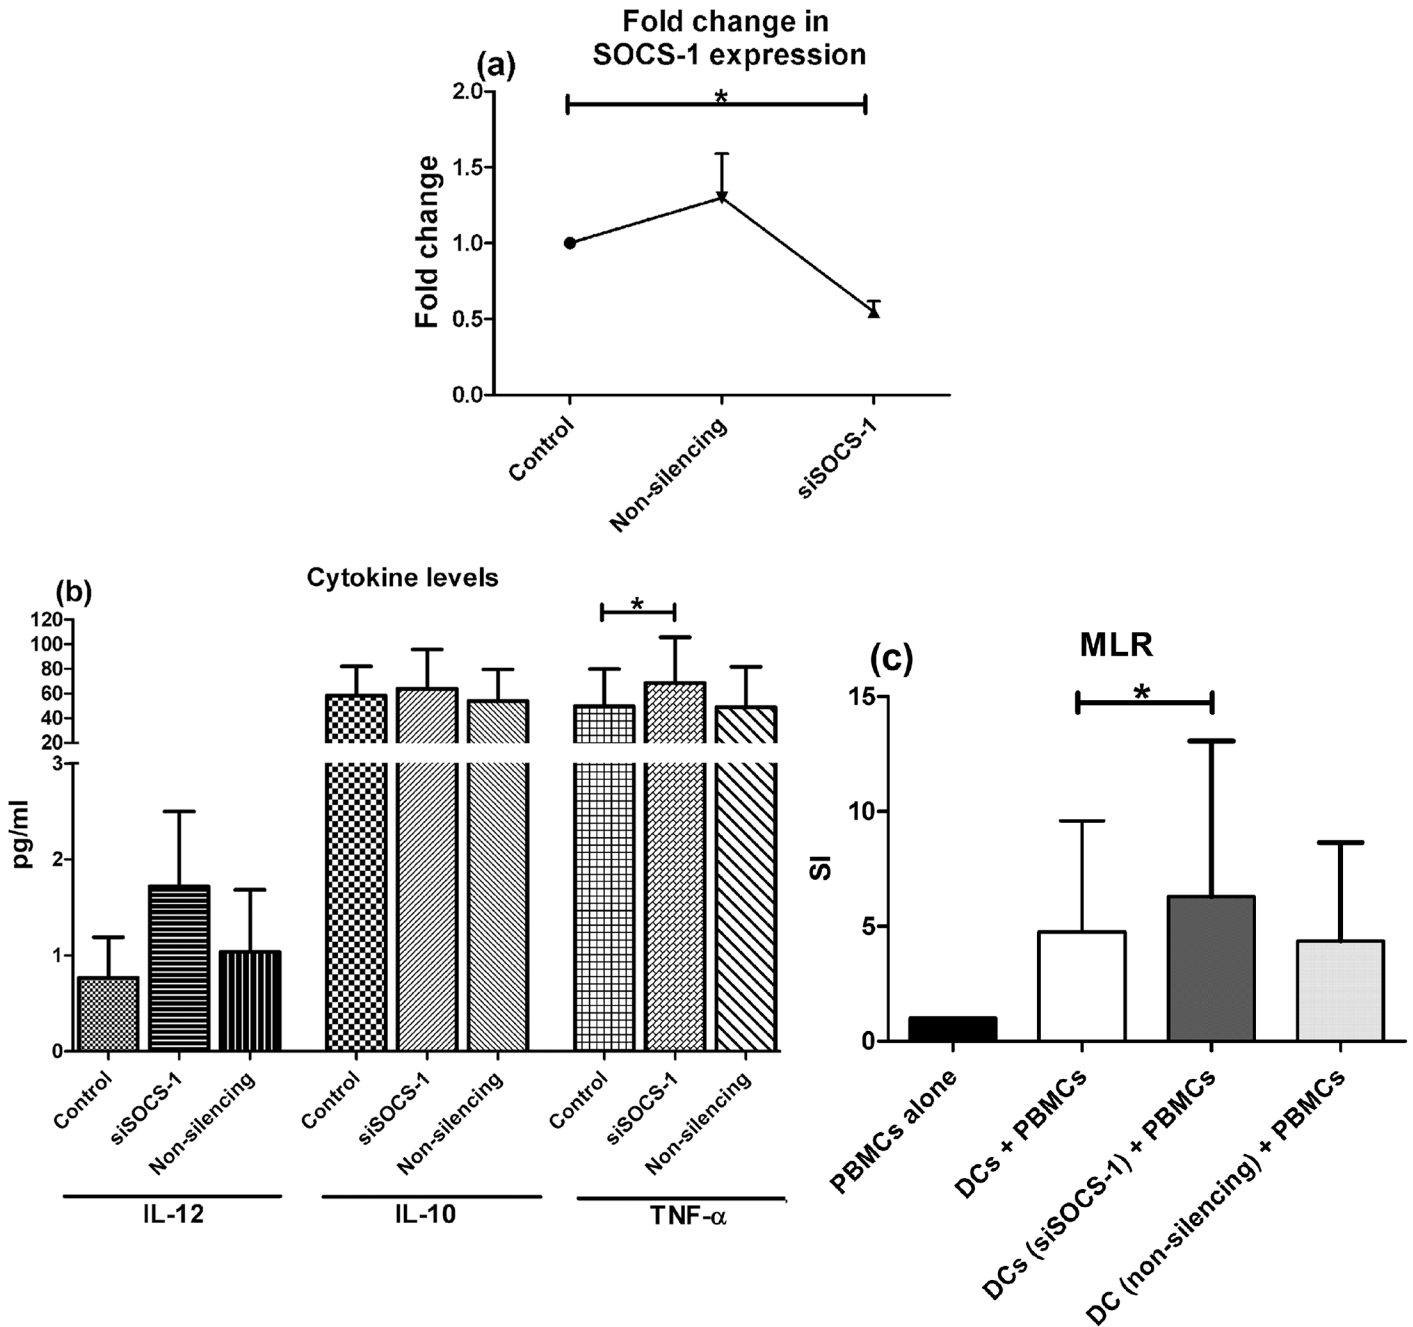 Fold change in
SOCS-1 expression
(a)
*
2.0
1.5
1.0
0.5
0.0
Fold change
Control
Non-silencing
siSOCS-1
(b)
Cytokine levels
*
120
100
80
60
40
20
3
2
1
0
pg/ml
Control
siSOCS-1
Non-silencing
Control
siSOCS-1
Non-silencing
Control
siSOCS-1
Non-silencing
IL-12
IL-10
TNF-α
(c)
MLR
*
15
10
5
0
SI
PBMCs alone
DCs + PBMCs
DCs (siSOCS-1) + PBMCs
DC (non-silencing) + PBMCs